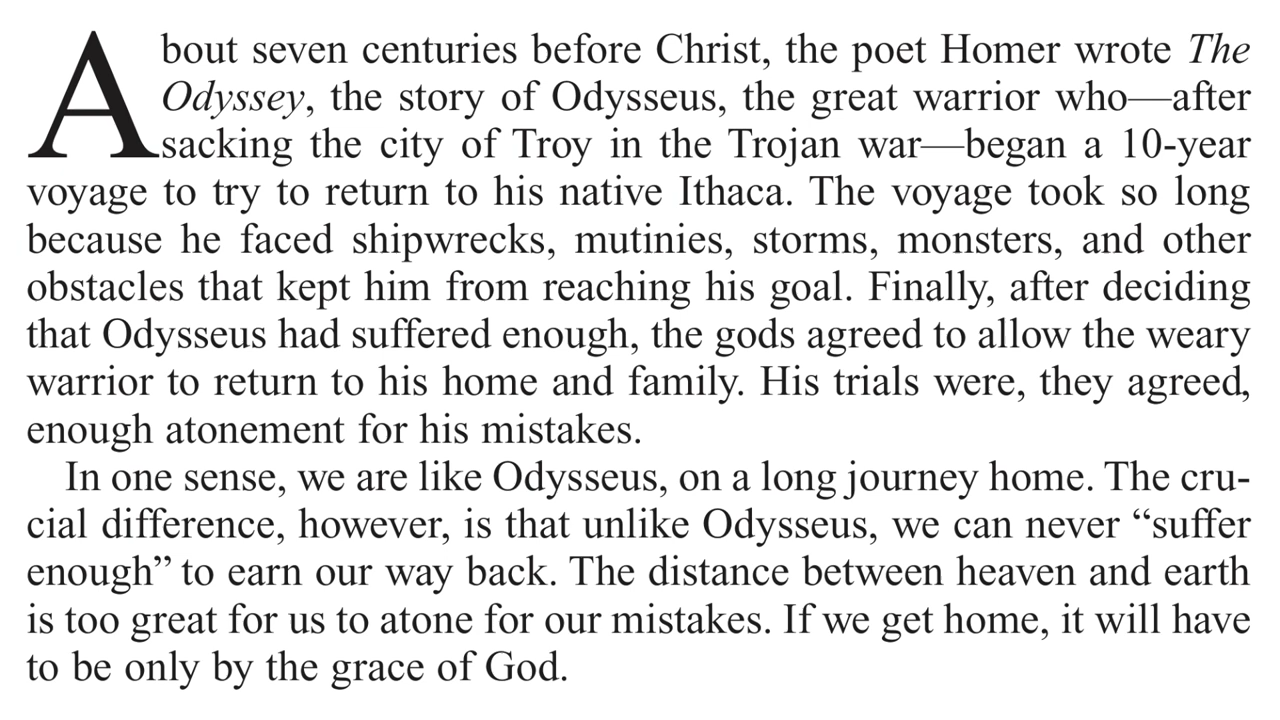 About seven centuries before Christ, the poet Homer wrote The
Odyssey, the story of Odysseus, the great warrior who—after
sacking the city of Troy in the Trojan war—began a 10-year
voyage to try to return to his native Ithaca. The voyage took so long
because he faced shipwrecks, mutinies, storms, monsters, and other
obstacles that kept him from reaching his goal. Finally, after deciding
that Odysseus had suffered enough, the gods agreed to allow the weary
warrior to return to his home and family. His trials were, they agreed,
enough atonement for his mistakes.
In one sense, we are like Odysseus, on a long journey home. The cru-
cial difference, however, is that unlike Odysseus, we can never “suffer
enough” to earn our way back. The distance between heaven and earth
is too great for us to atone for our mistakes. If we get home, it will have
to be only by the grace of God.